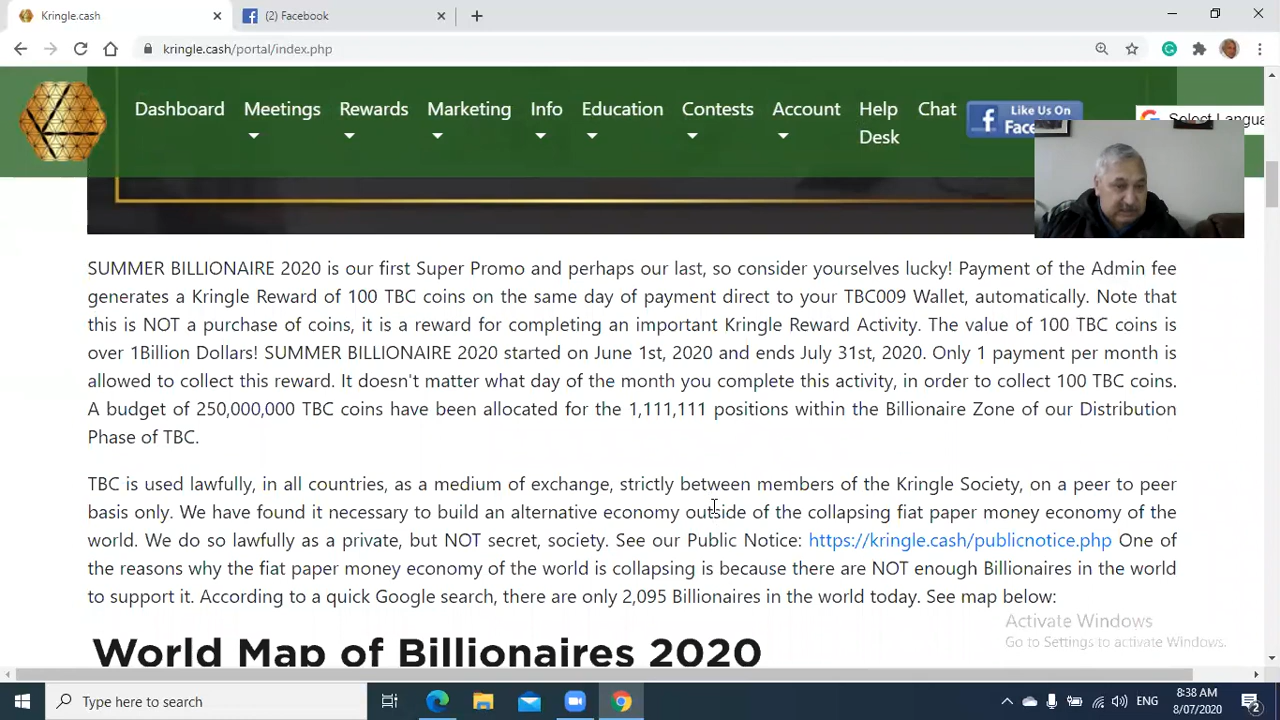 Kringle.cash
(2) Facebook
kringle.cash/portal/index.php
Dashboard Meetings Rewards Marketing Info Education Contests Account Help Desk Chat
Like Us On
Face
Select Langua
SUMMER BILLIONAIRE 2020 is our first Super Promo and perhaps our last, so consider yourselves lucky! Payment of the Admin fee
generates a Kringle Reward of 100 TBC coins on the same day of payment direct to your TBC009 Wallet, automatically. Note that
this is NOT a purchase of coins, it is a reward for completing an important Kringle Reward Activity. The value of 100 TBC coins is
over 1Billion Dollars! SUMMER BILLIONAIRE 2020 started on June 1st, 2020 and ends July 31st, 2020. Only 1 payment per month is
allowed to collect this reward. It doesn't matter what day of the month you complete this activity, in order to collect 100 TBC coins.
A budget of 250,000,000 TBC coins have been allocated for the 1,111,111 positions within the Billionaire Zone of our Distribution
Phase of TBC.
TBC is used lawfully, in all countries, as a medium of exchange, strictly between members of the Kringle Society, on a peer to peer
basis only. We have found it necessary to build an alternative economy outside of the collapsing fiat paper money economy of the
world. We do so lawfully as a private, but NOT secret, society. See our Public Notice: https://kringle.cash/publicnotice.php One of
the reasons why the fiat paper money economy of the world is collapsing is because there are NOT enough Billionaires in the world
to support it. According to a quick Google search, there are only 2,095 Billionaires in the world today. See map below:
World Map of Billionaires 2020
Activate Windows
Go to Settings to activate Windows.
Type here to search
ENG
8:38 AM
8/07/2020
2